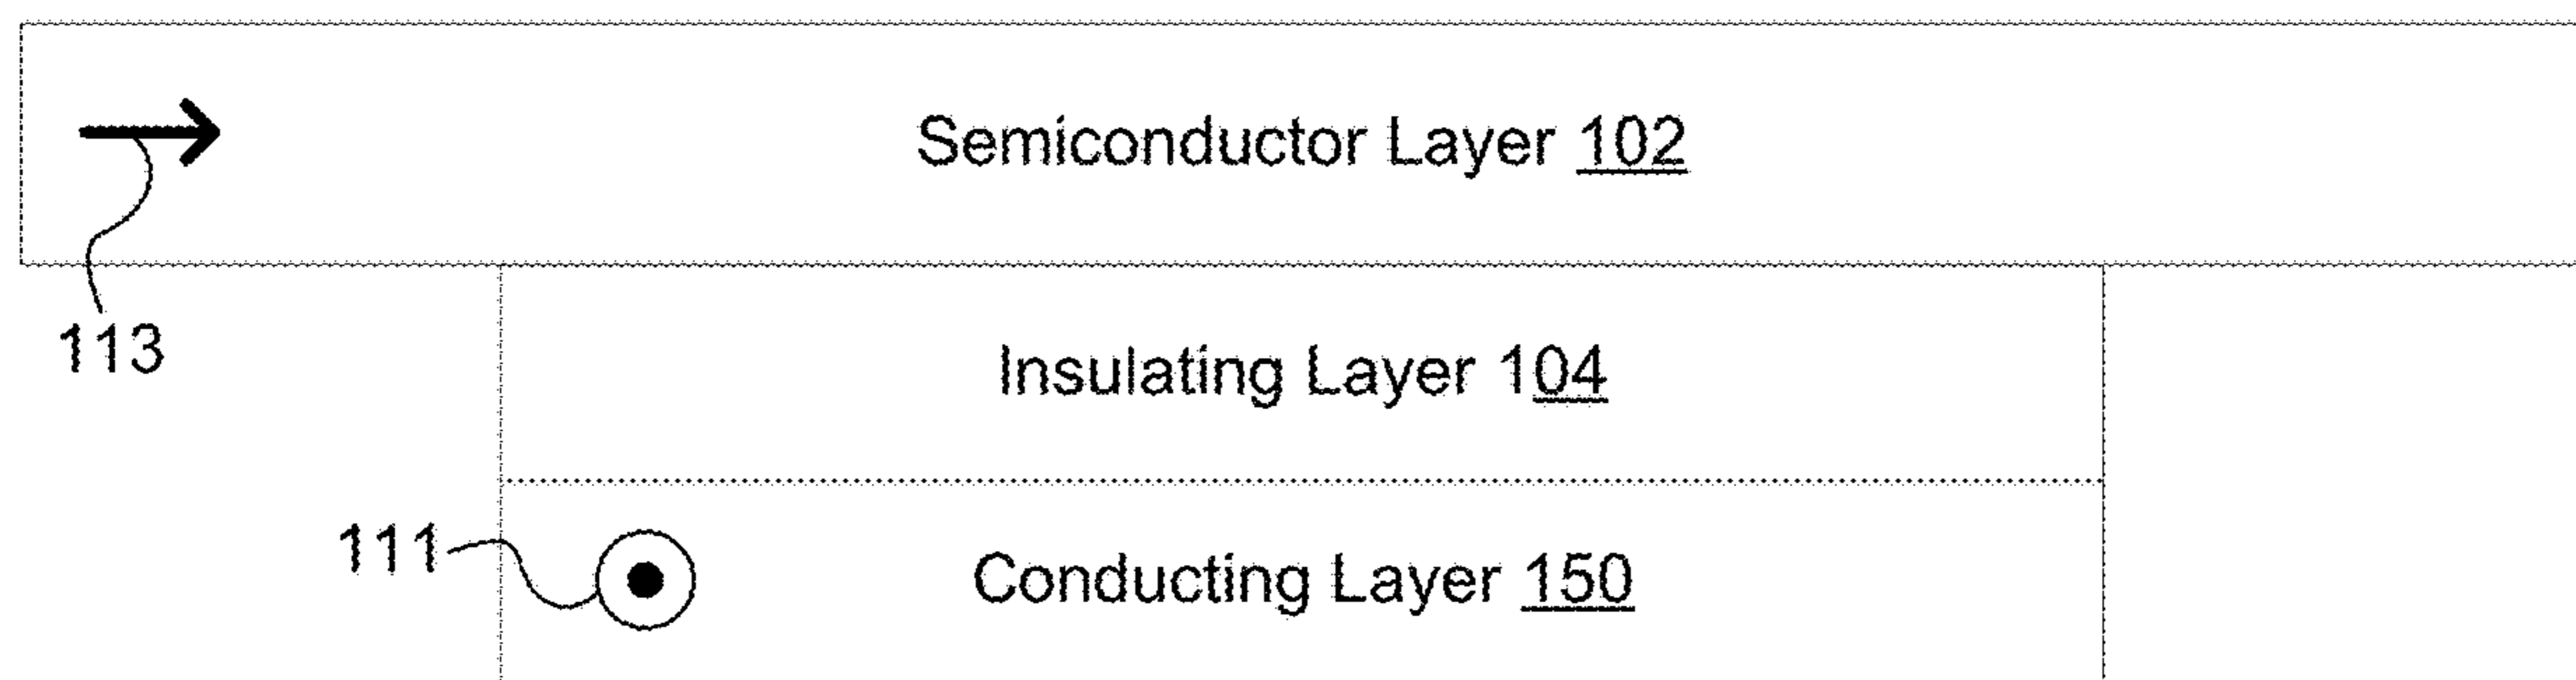 Semiconductor Layer 102
113
Insulating Layer 104
111
Conducting Layer 150